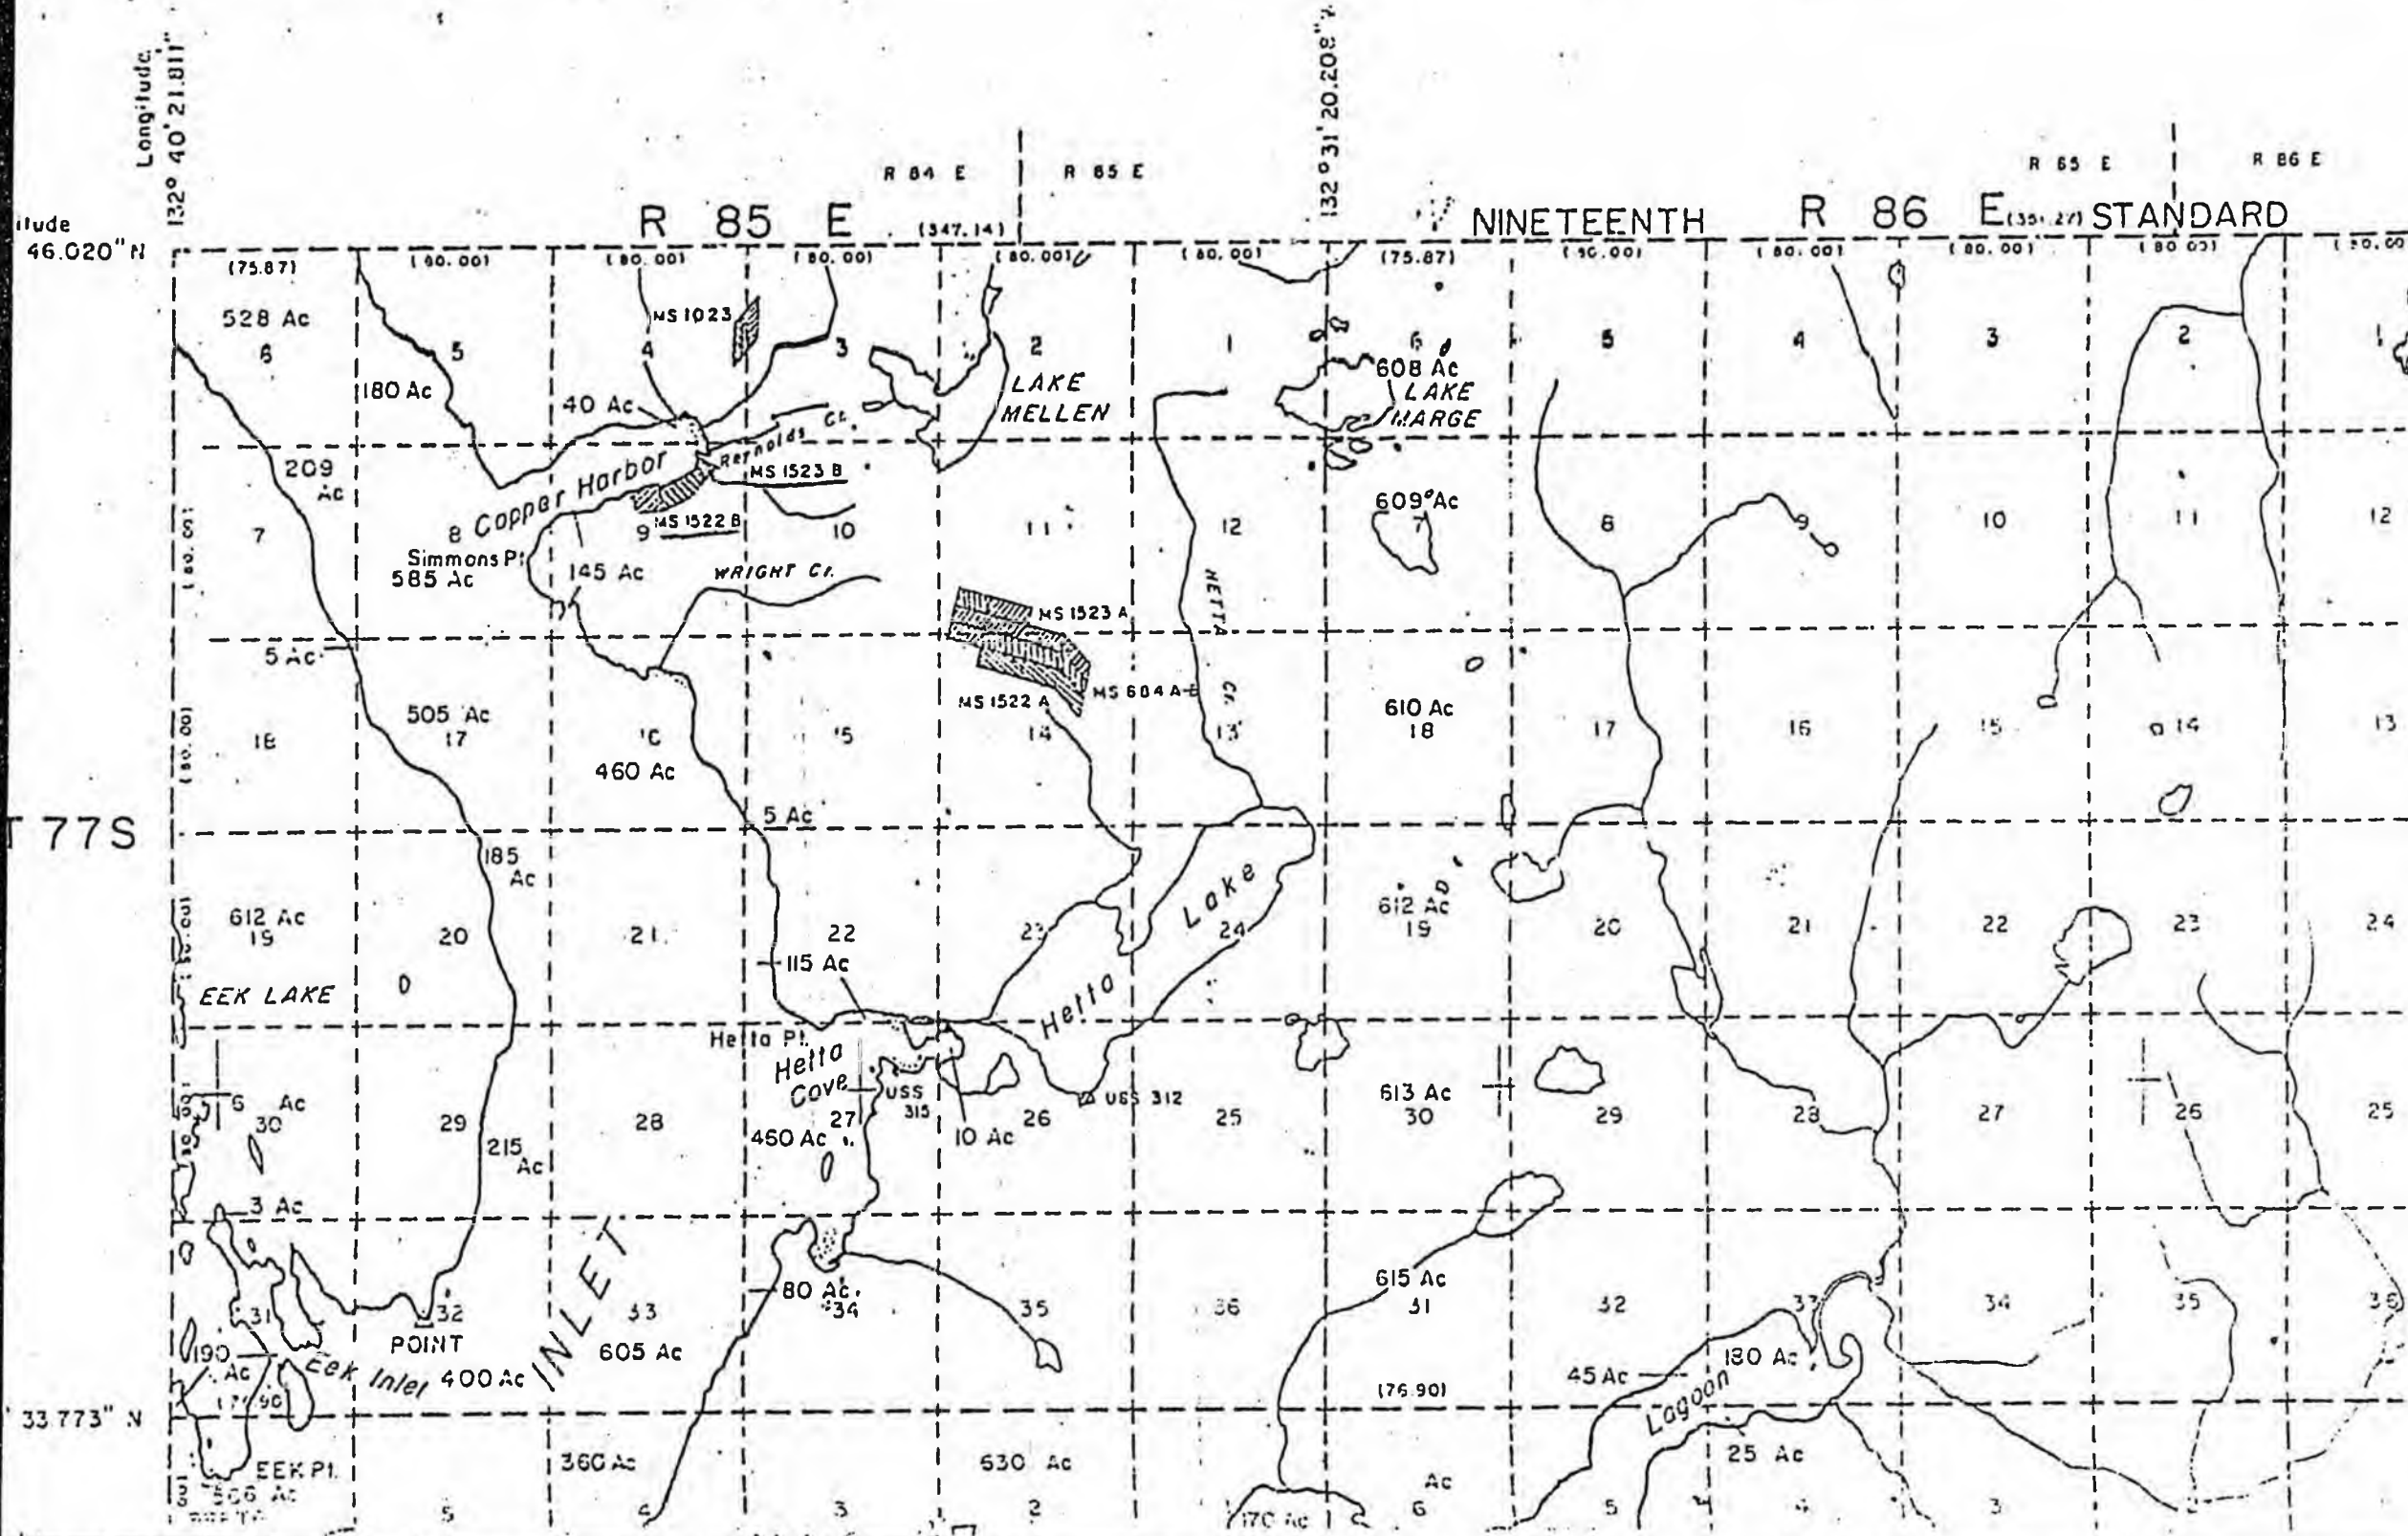 Longitude
132° 40' 21.811"
132° 31' 20.208"
R 84 E
R 85 E
R 65 E
R 86 E
R 85 E
(347.14)
NINETEENTH
R 86 E
STANDARD
46.020" N
(75.87)
(80.00)
(80.00)
(80.00)
(80.00)
(75.87)
(80.00)
(80.00)
528 Ac
6
5
180 Ac
4
MS 1023
40 Ac
3
2
LAKE
MELLEN
1
6
608 Ac
LAKE
MARGE
5
4
3
2
1
209
Ac
7
8
Copper Harbor
Reynolds Cr.
MS 1523 B
MS 1522 B
9
10
11
12
609 Ac
7
8
9
10
11
12
Simmons Pt.
585 Ac
145 Ac
WRIGHT Cr.
HETTA
Cr.
MS 1523 A
MS 1522 A
5 Ac
505 Ac
17
18
460 Ac
15
14
13
610 Ac
18
17
16
15
14
13
T 77S
5 Ac
185
Ac
612 Ac
19
20
21
22
115 Ac
23
Hetta Lake
24
612 Ac
19
20
21
22
23
24
EEK LAKE
Hetta Pt.
Hetta
Cove
USS
315
USS 312
Ac
30
29
215
Ac
28
27
460 Ac
10 Ac
26
25
613 Ac
30
29
28
27
26
25
3 Ac
31
32
POINT
INLET
33
605 Ac
80 Ac.
34
35
36
615 Ac
31
32
33
34
35
36
190
Ac
Eek Inlet
400 Ac
(76.90)
45 Ac
180 Ac
Lagoon
33.773" N
EEK Pt.
360 Ac
630 Ac
Ac
25 Ac
5
4
3
2
170 Ac
6
5
4
3